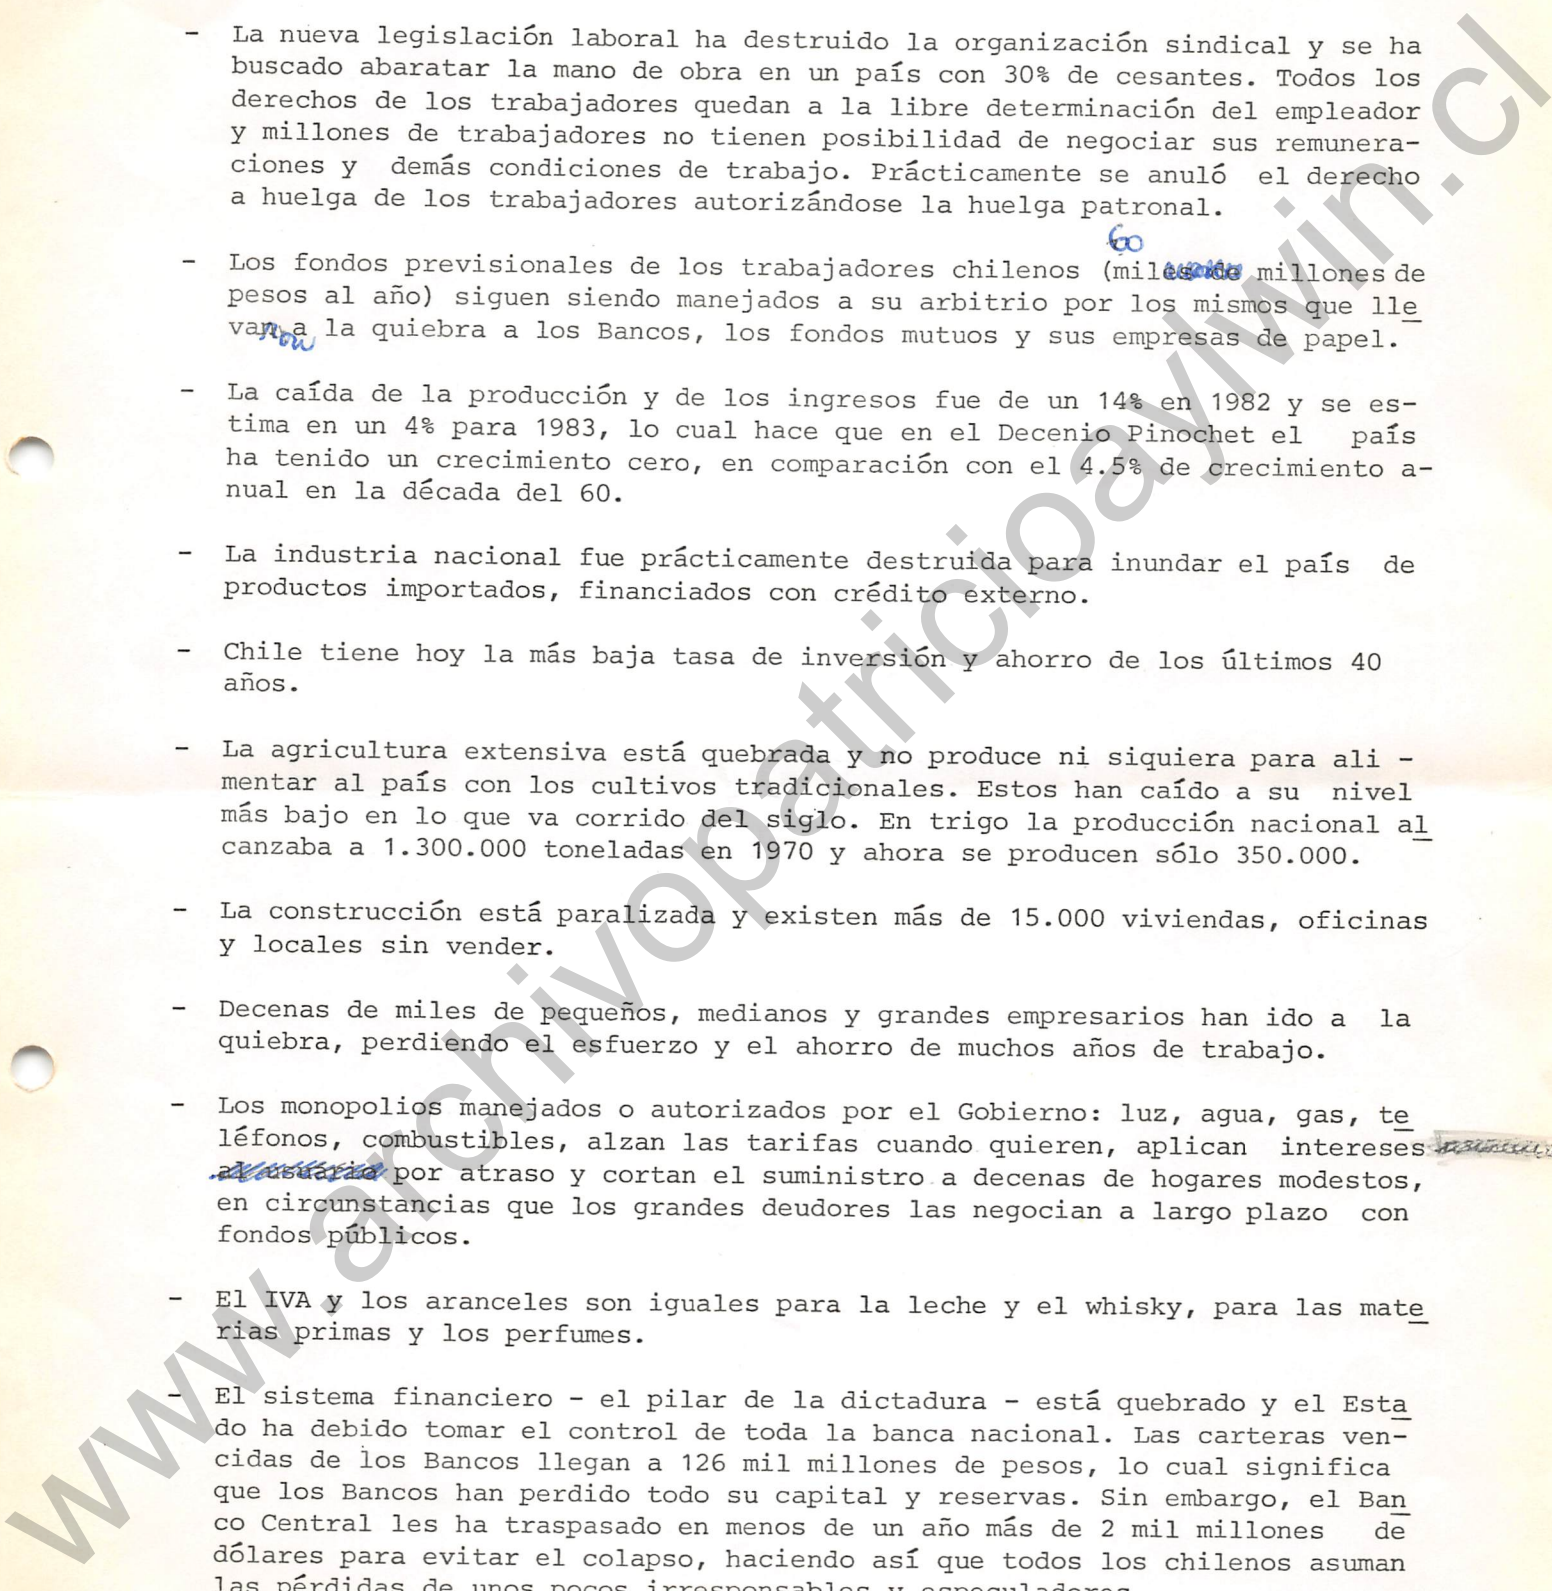 - La nueva legislación laboral ha destruido la organización sindical y se ha
buscado abaratar la mano de obra en un país con 30% de cesantes. Todos los
derechos de los trabajadores quedan a la libre determinación del empleador
y millones de trabajadores no tienen posibilidad de negociar sus remunera-
ciones y demás condiciones de trabajo. Prácticamente se anuló el derecho
a huelga de los trabajadores autorizándose la huelga patronal.
60
- Los fondos previsionales de los trabajadores chilenos (miles de millones de
pesos al año) siguen siendo manejados a su arbitrio por los mismos que lle
van a la quiebra a los Bancos, los fondos mutuos y sus empresas de papel.
ron
- La caída de la producción y de los ingresos fue de un 14% en 1982 y se es-
tima en un 4% para 1983, lo cual hace que en el Decenio Pinochet el país
ha tenido un crecimiento cero, en comparación con el 4.5% de crecimiento a-
nual en la década del 60.
- La industria nacional fue prácticamente destruida para inundar el país de
productos importados, financiados con crédito externo.
- Chile tiene hoy la más baja tasa de inversión y ahorro de los últimos 40
años.
- La agricultura extensiva está quebrada y no produce ni siquiera para ali -
mentar al país con los cultivos tradicionales. Estos han caído a su nivel
más bajo en lo que va corrido del siglo. En trigo la producción nacional al
canzaba a 1.300.000 toneladas en 1970 y ahora se producen sólo 350.000.
- La construcción está paralizada y existen más de 15.000 viviendas, oficinas
y locales sin vender.
- Decenas de miles de pequeños, medianos y grandes empresarios han ido a la
quiebra, perdiendo el esfuerzo y el ahorro de muchos años de trabajo.
- Los monopolios manejados o autorizados por el Gobierno: luz, agua, gas, te
léfonos, combustibles, alzan las tarifas cuando quieren, aplican intereses
al usuario por atraso y cortan el suministro a decenas de hogares modestos,
en circunstancias que los grandes deudores las negocian a largo plazo con
fondos públicos.
- El IVA y los aranceles son iguales para la leche y el whisky, para las mate
rias primas y los perfumes.
- El sistema financiero - el pilar de la dictadura - está quebrado y el Esta
do ha debido tomar el control de toda la banca nacional. Las carteras ven-
cidas de los Bancos llegan a 126 mil millones de pesos, lo cual significa
que los Bancos han perdido todo su capital y reservas. Sin embargo, el Ban
co Central les ha traspasado en menos de un año más de 2 mil millones de
dólares para evitar el colapso, haciendo así que todos los chilenos asuman
las pérdidas de unos pocos irresponsables y especuladores.
www.archivopatricioaylwin.cl